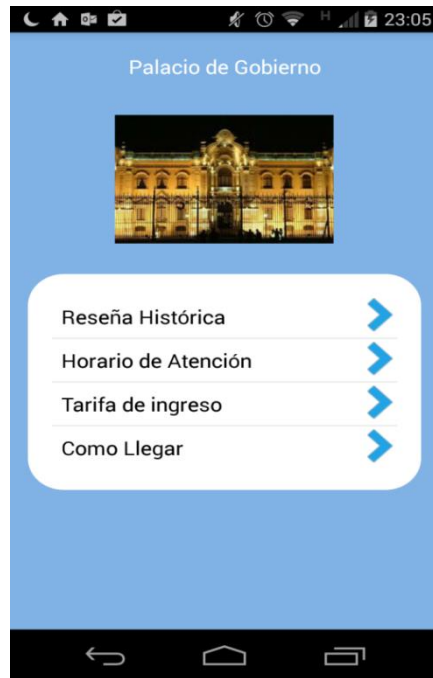 H 23:05
Palacio de Gobierno
Reseña Histórica
Horario de Atención
Tarifa de ingreso
Como Llegar